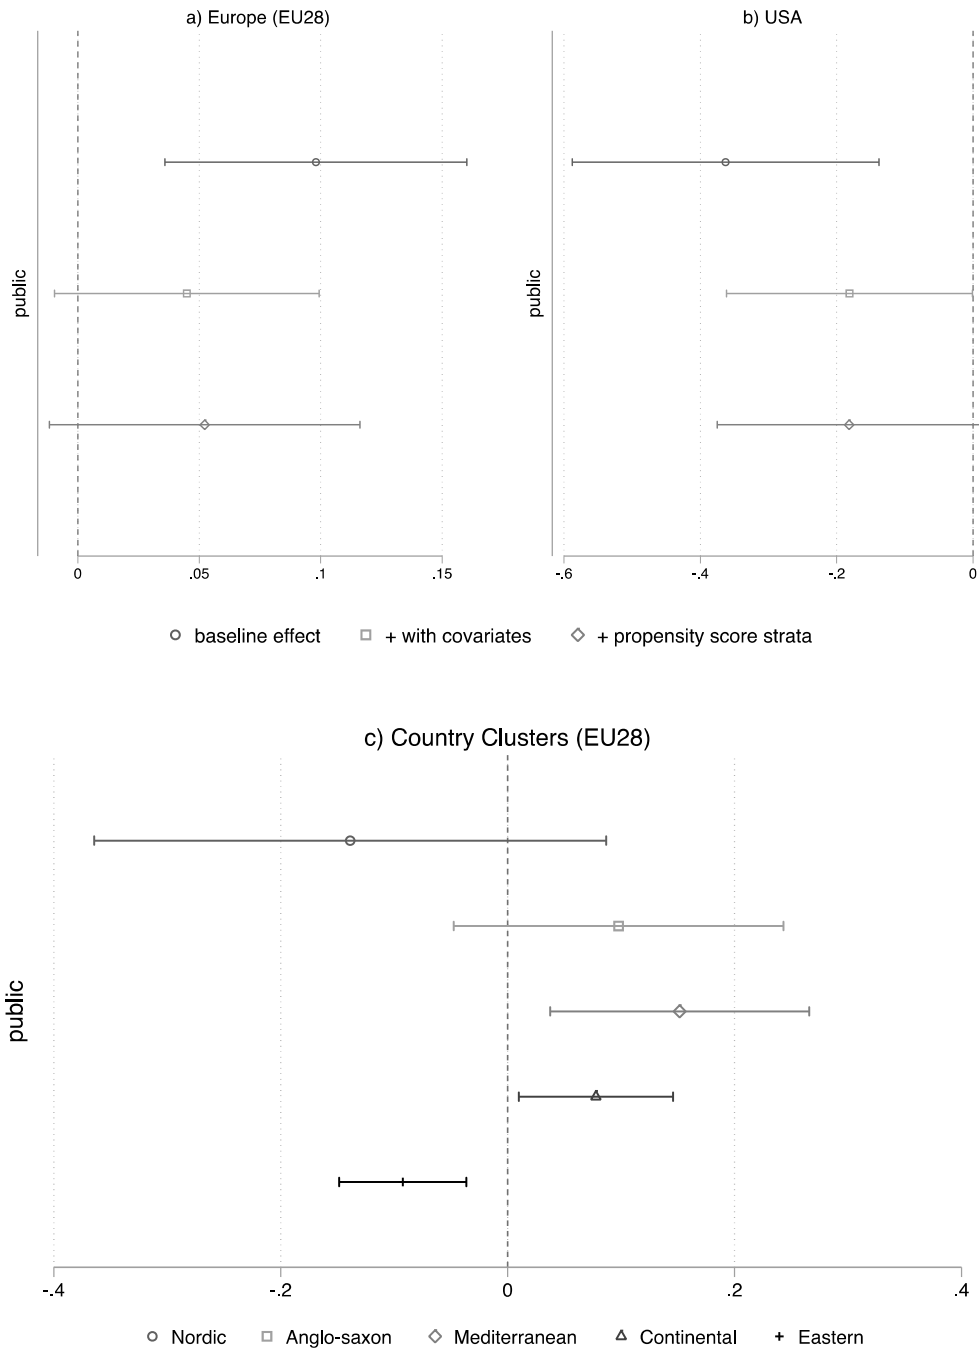 a) Europe (EU28)
b) USA
public
public
0 .05 .1 .15
-.6 -.4 -.2 0
baseline effect + with covariates + propensity score strata
c) Country Clusters (EU28)
public
-.4 -.2 0 .2 .4
Nordic Anglo-saxon Mediterranean Continental Eastern